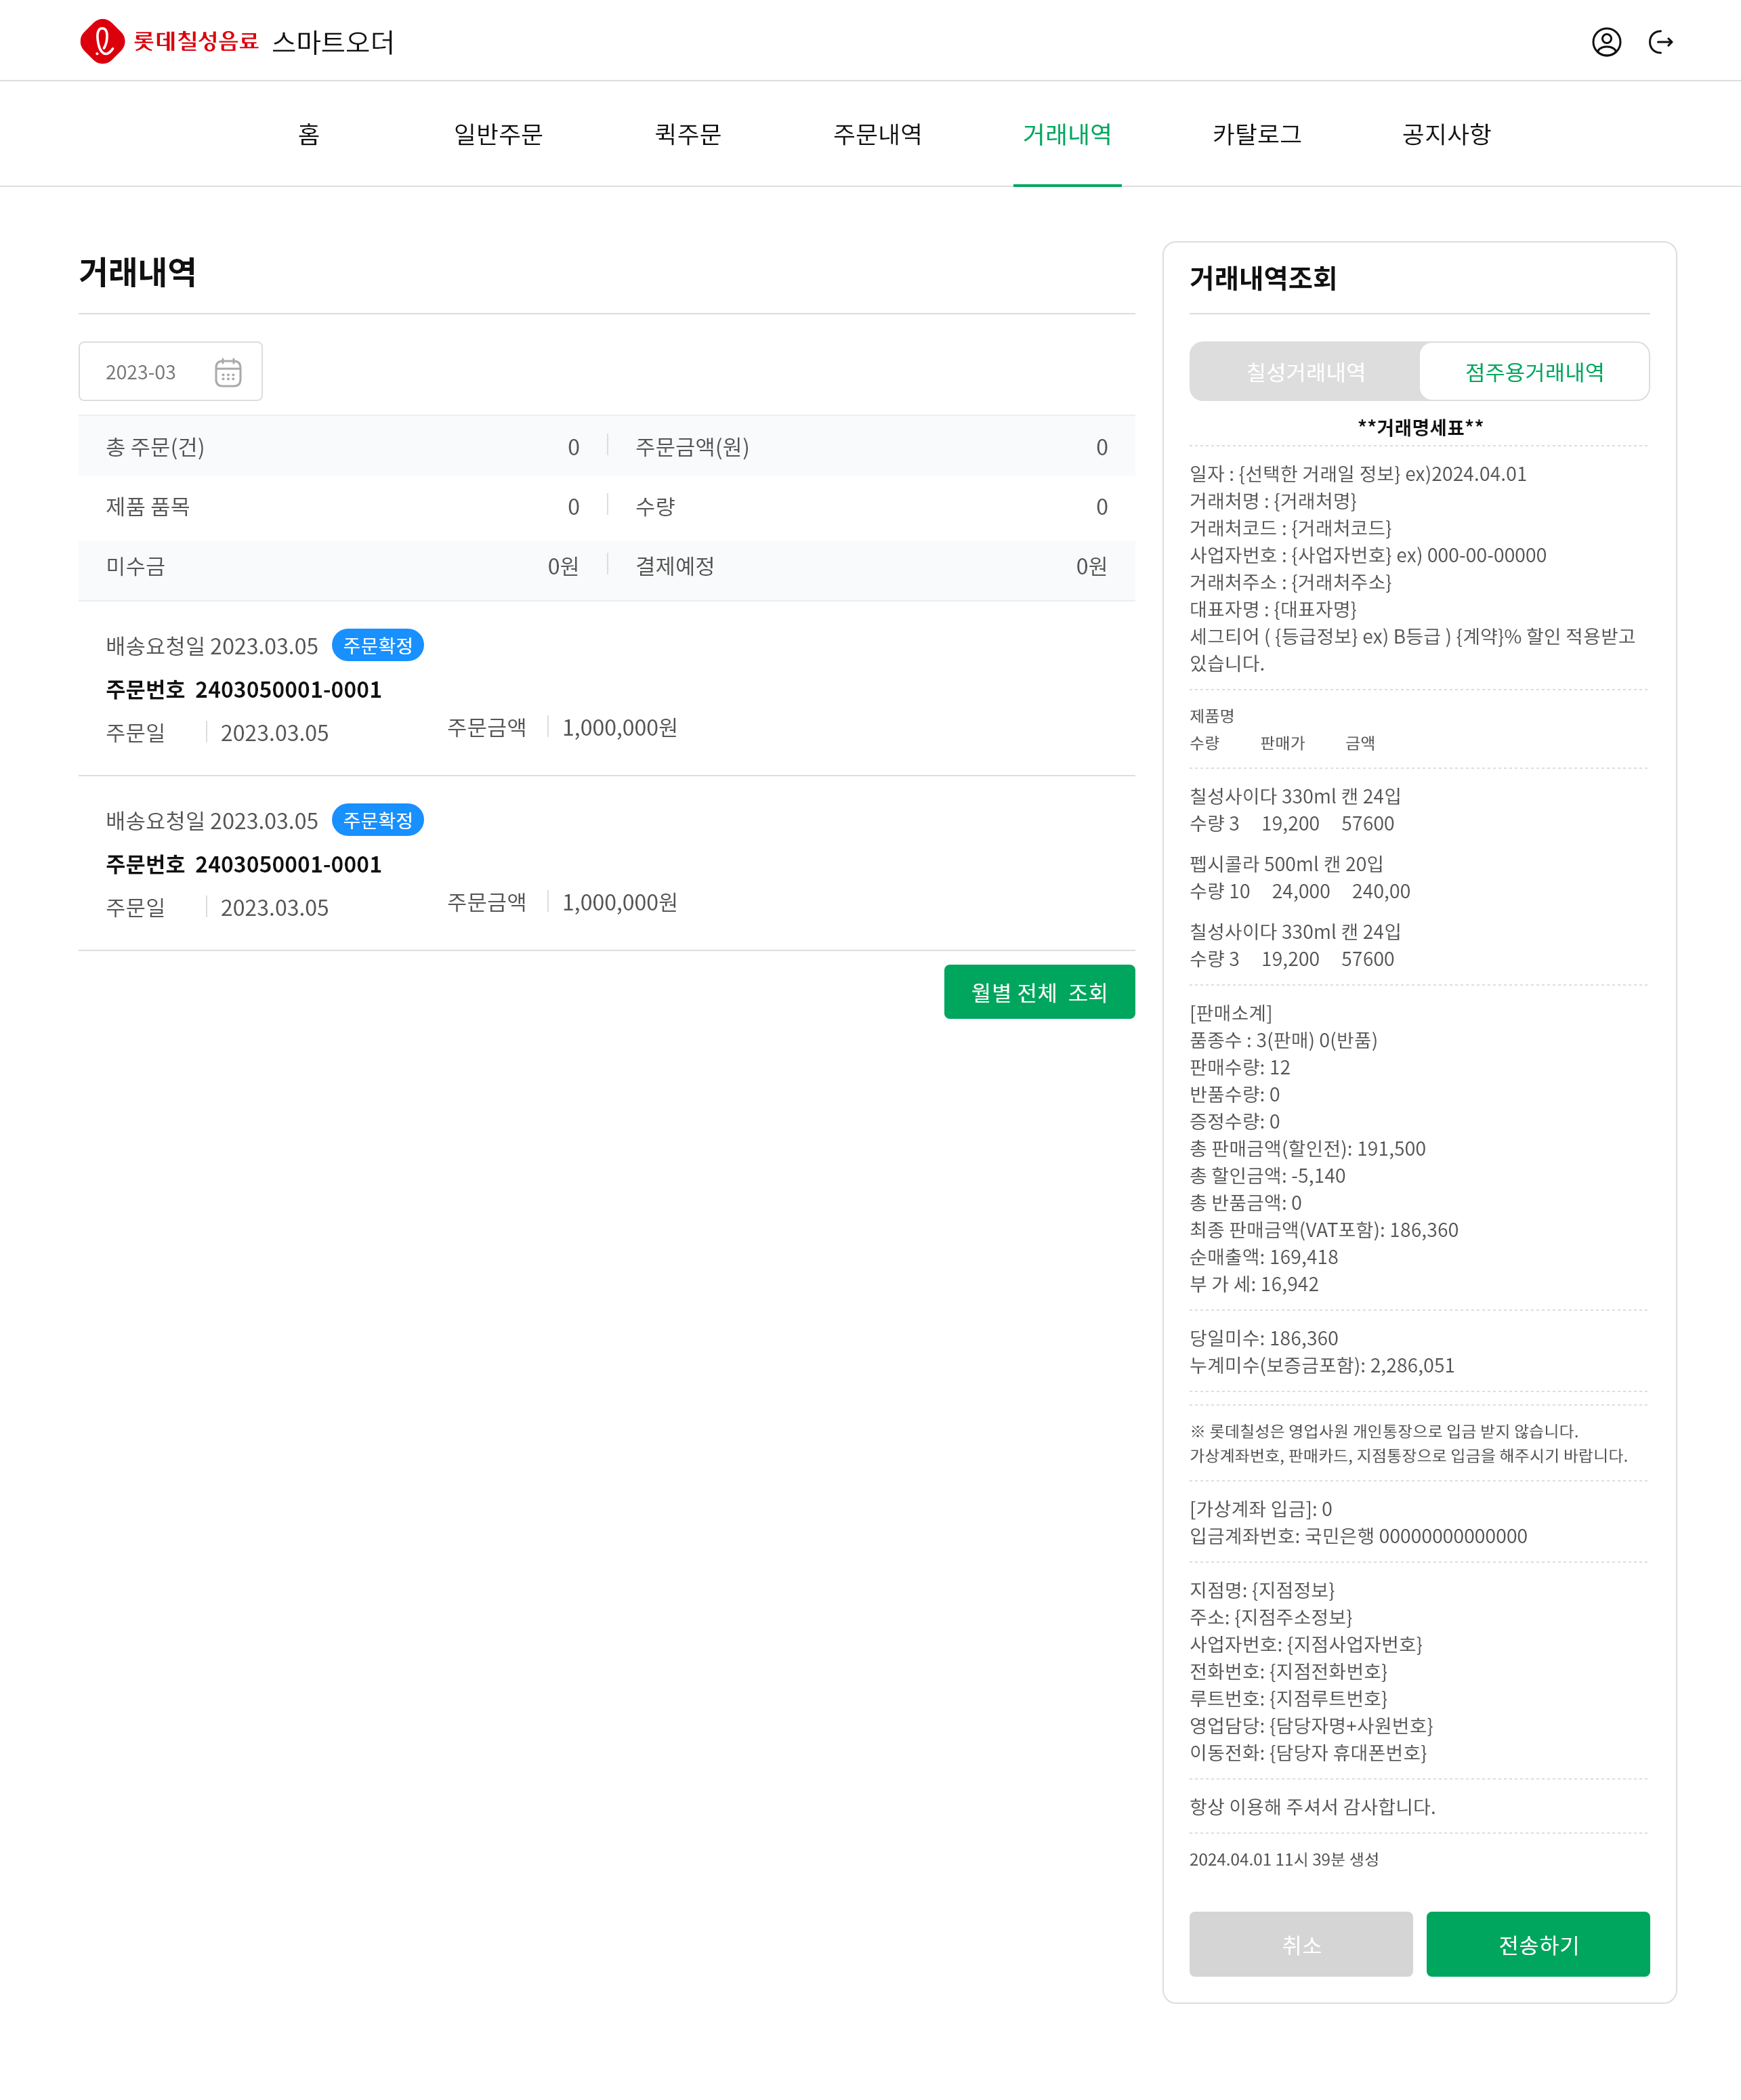 롯데칠성음료 스마트오더
홈 일반주문 퀵주문 주문내역 거래내역 카탈로그 공지사항
거래내역
2023-03
총 주문(건) 0 주문금액(원) 0
제품 품목 0 수량 0
미수금 0원 결제예정 0원
배송요청일 2023.03.05 주문확정
주문번호 2403050001-0001
주문일 2023.03.05 주문금액 1,000,000원
배송요청일 2023.03.05 주문확정
주문번호 2403050001-0001
주문일 2023.03.05 주문금액 1,000,000원
월별 전체 조회
거래내역조회
칠성거래내역 점주용거래내역
**거래명세표**
일자 : {선택한 거래일 정보} ex)2024.04.01
거래처명 : {거래처명}
거래처코드 : {거래처코드}
사업자번호 : {사업자번호} ex) 000-00-00000
거래처주소 : {거래처주소}
대표자명 : {대표자명}
세그티어 ( {등급정보} ex) B등급 ) {계약}% 할인 적용받고
있습니다.
제품명
수량 판매가 금액
칠성사이다 330ml 캔 24입
수량 3 19,200 57600
펩시콜라 500ml 캔 20입
수량 10 24,000 240,00
칠성사이다 330ml 캔 24입
수량 3 19,200 57600
[판매소계]
품종수 : 3(판매) 0(반품)
판매수량: 12
반품수량: 0
증정수량: 0
총 판매금액(할인전): 191,500
총 할인금액: -5,140
총 반품금액: 0
최종 판매금액(VAT포함): 186,360
순매출액: 169,418
부 가 세: 16,942
당일미수: 186,360
누계미수(보증금포함): 2,286,051
※ 롯데칠성은 영업사원 개인통장으로 입금 받지 않습니다.
가상계좌번호, 판매카드, 지점통장으로 입금을 해주시기 바랍니다.
[가상계좌 입금]: 0
입금계좌번호: 국민은행 00000000000000
지점명: {지점정보}
주소: {지점주소정보}
사업자번호: {지점사업자번호}
전화번호: {지점전화번호}
루트번호: {지점루트번호}
영업담당: {담당자명+사원번호}
이동전화: {담당자 휴대폰번호}
항상 이용해 주셔서 감사합니다.
2024.04.01 11시 39분 생성
취소 전송하기